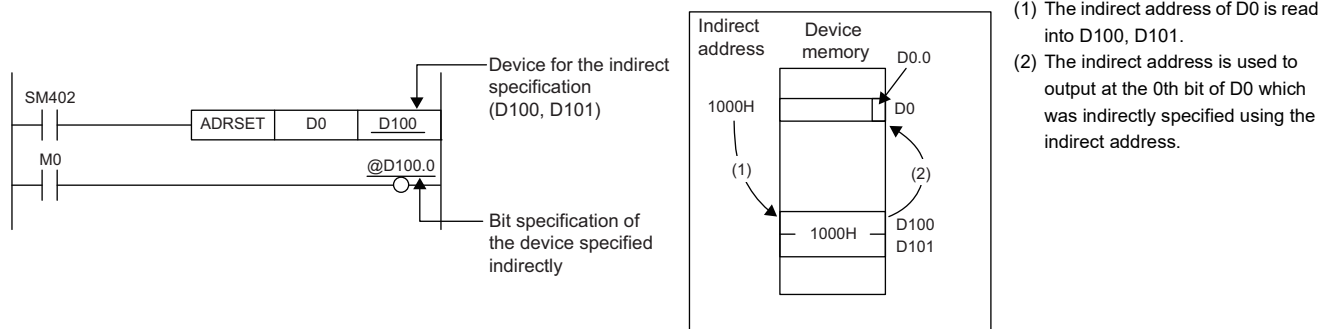 SM402
ADRSET D0 D100
Device for the indirect
specification
(D100, D101)
M0
@D100.0
Bit specification of
the device specified
indirectly
Indirect
address
Device
memory
D0.0
1000H
D0
(1)
(2)
1000H
D100
D101
(1) The indirect address of D0 is read
into D100, D101.
(2) The indirect address is used to
output at the 0th bit of D0 which
was indirectly specified using the
indirect address.